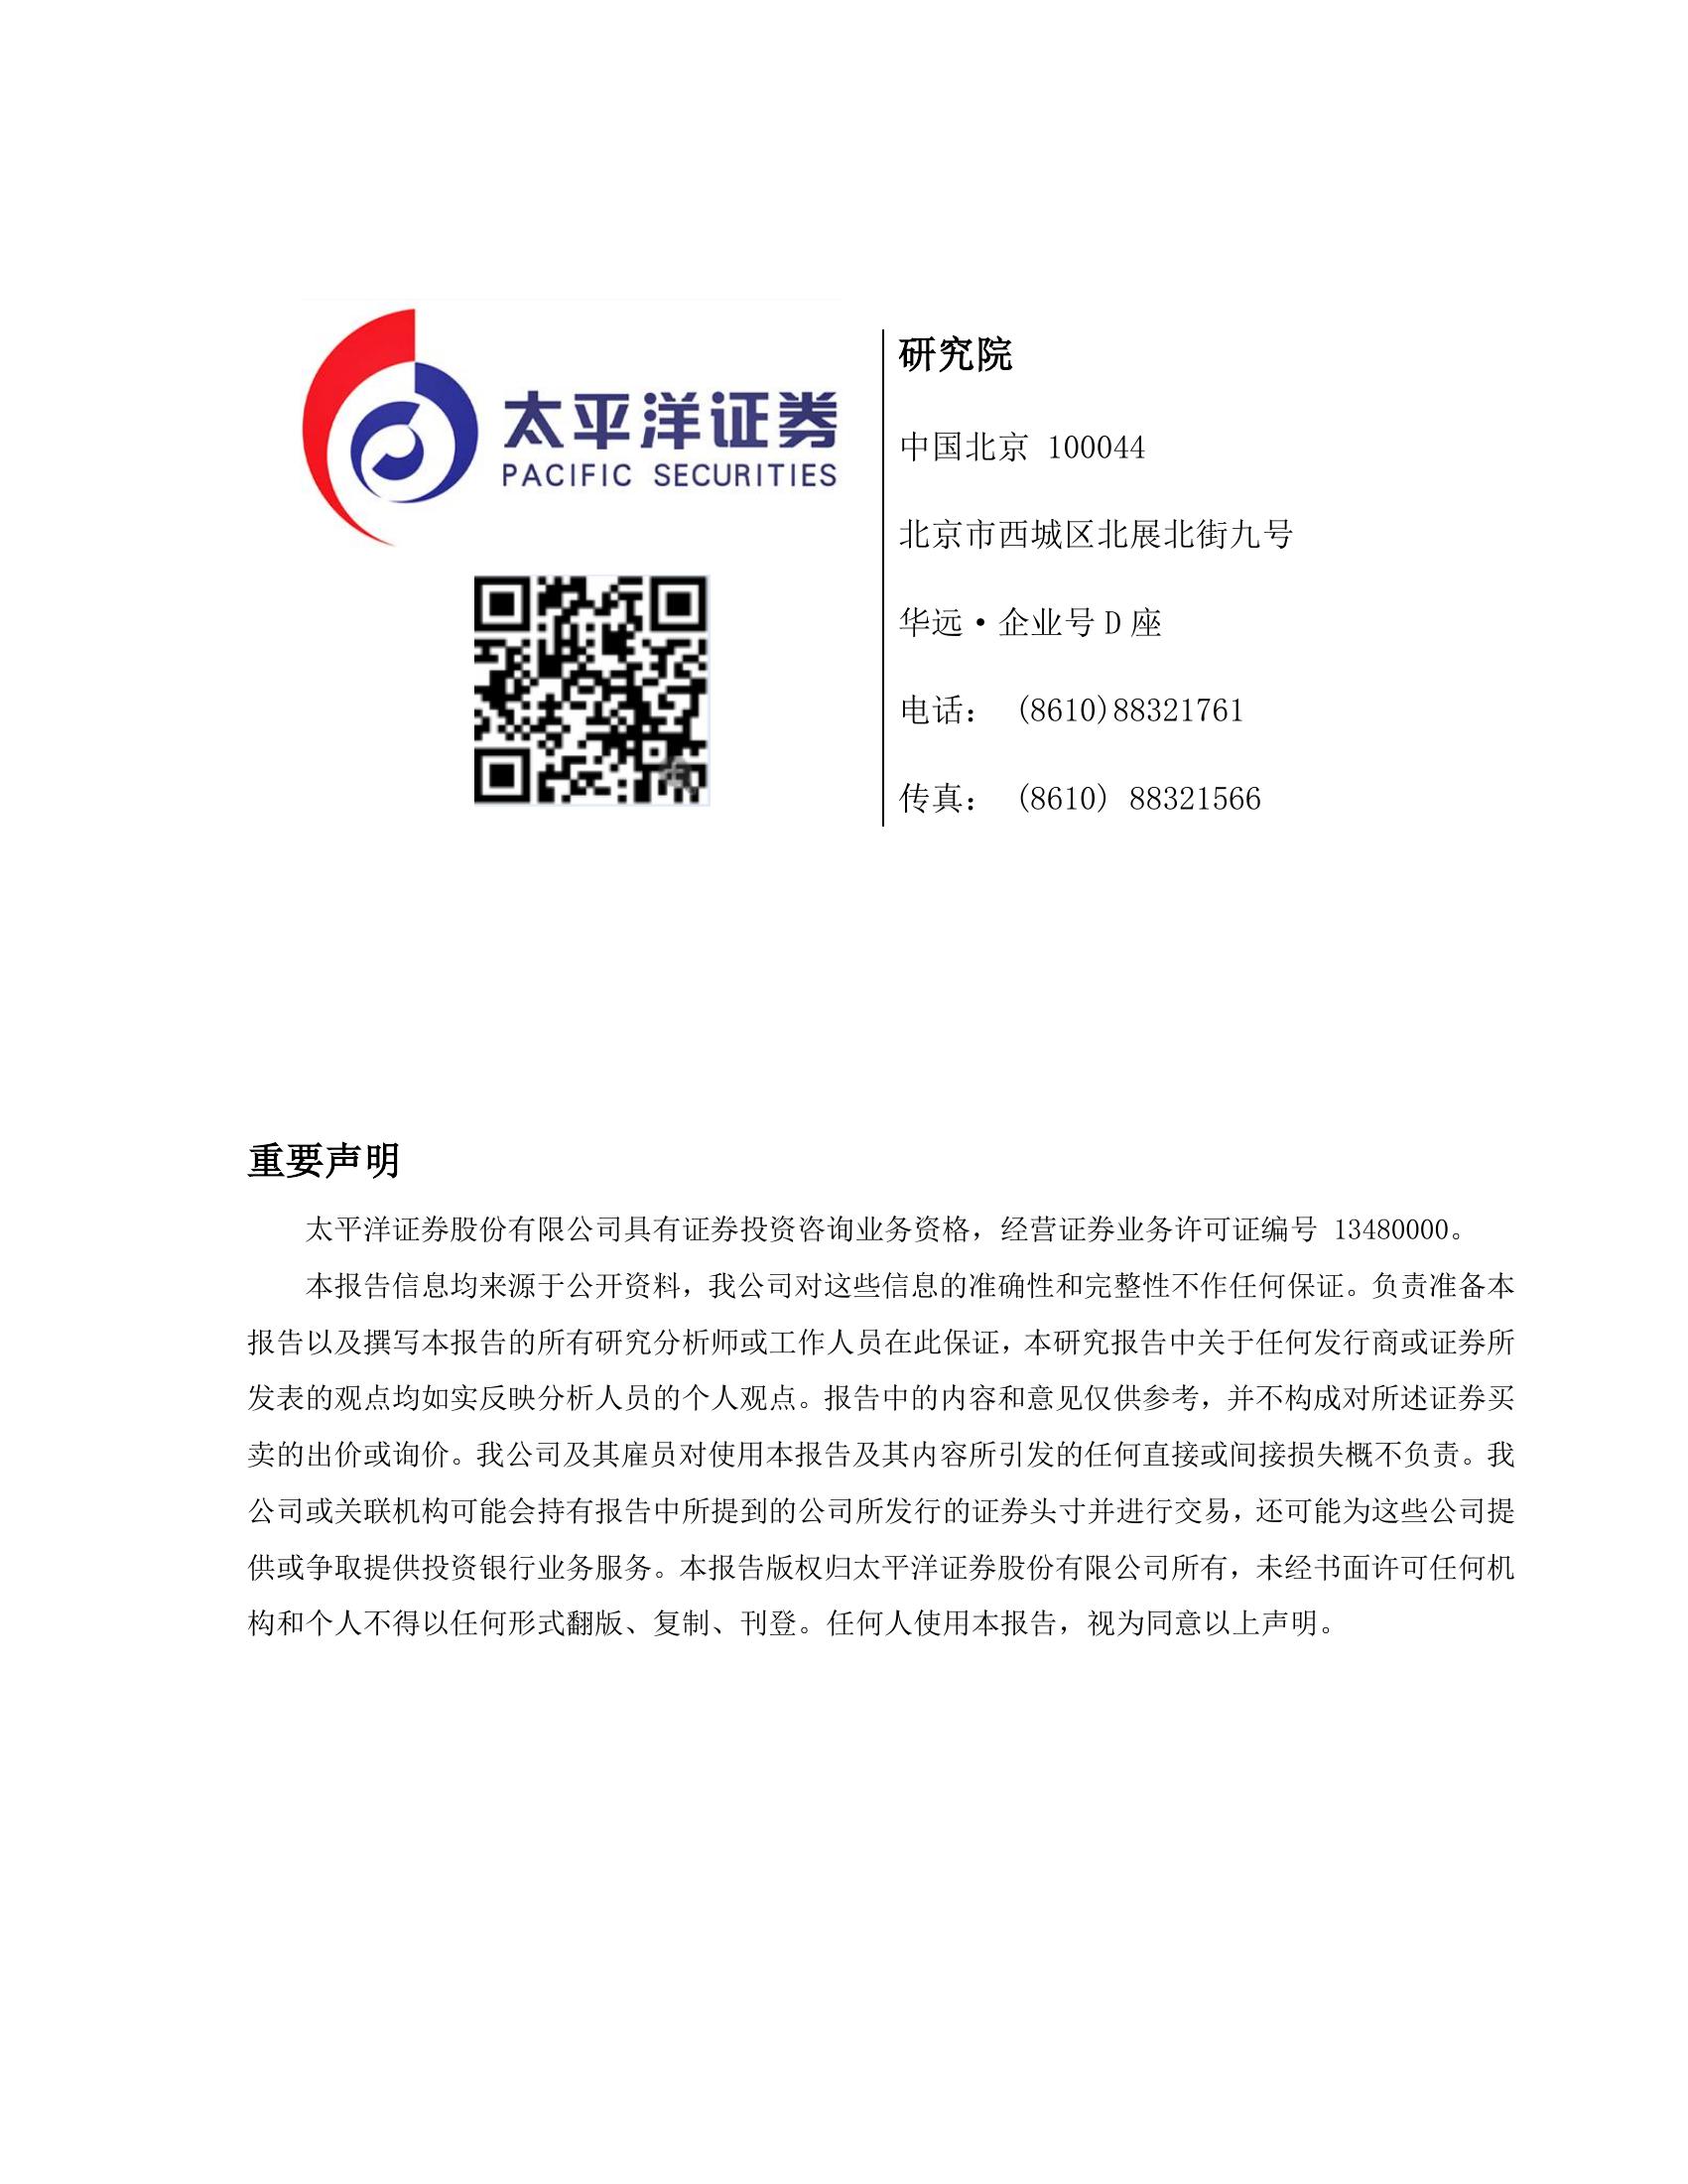 太平洋证券
PACIFIC SECURITIES
研究院
中国北京 100044
北京市西城区北展北街九号
华远·企业号 D 座
电话： (8610)88321761
传真： (8610) 88321566
重要声明
太平洋证券股份有限公司具有证券投资咨询业务资格，经营证券业务许可证编号 13480000。
本报告信息均来源于公开资料，我公司对这些信息的准确性和完整性不作任何保证。负责准备本
报告以及撰写本报告的所有研究分析师或工作人员在此保证，本研究报告中关于任何发行商或证券所
发表的观点均如实反映分析人员的个人观点。报告中的内容和意见仅供参考，并不构成对所述证券买
卖的出价或询价。我公司及其雇员对使用本报告及其内容所引发的任何直接或间接损失概不负责。我
公司或关联机构可能会持有报告中所提到的公司所发行的证券头寸并进行交易，还可能为这些公司提
供或争取提供投资银行业务服务。本报告版权归太平洋证券股份有限公司所有，未经书面许可任何机
构和个人不得以任何形式翻版、复制、刊登。任何人使用本报告，视为同意以上声明。